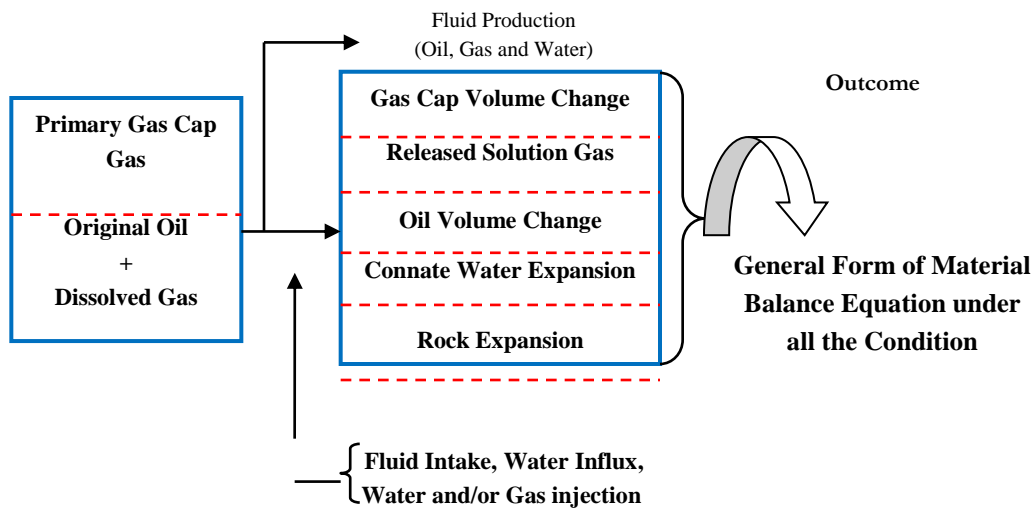 Fluid Production
(Oil, Gas and Water)
Primary Gas Cap
Gas
Original Oil
+
Dissolved Gas
Gas Cap Volume Change
Released Solution Gas
Oil Volume Change
Connate Water Expansion
Rock Expansion
Fluid Intake, Water Influx,
Water and/or Gas injection
Outcome
General Form of Material
Balance Equation under
all the Condition